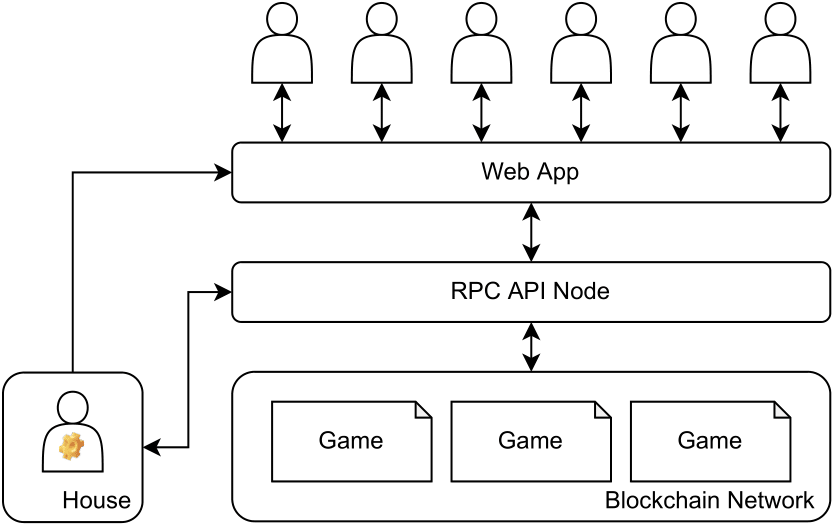 Web App
RPC API Node
Game
Game
Game
House
Blockchain Network